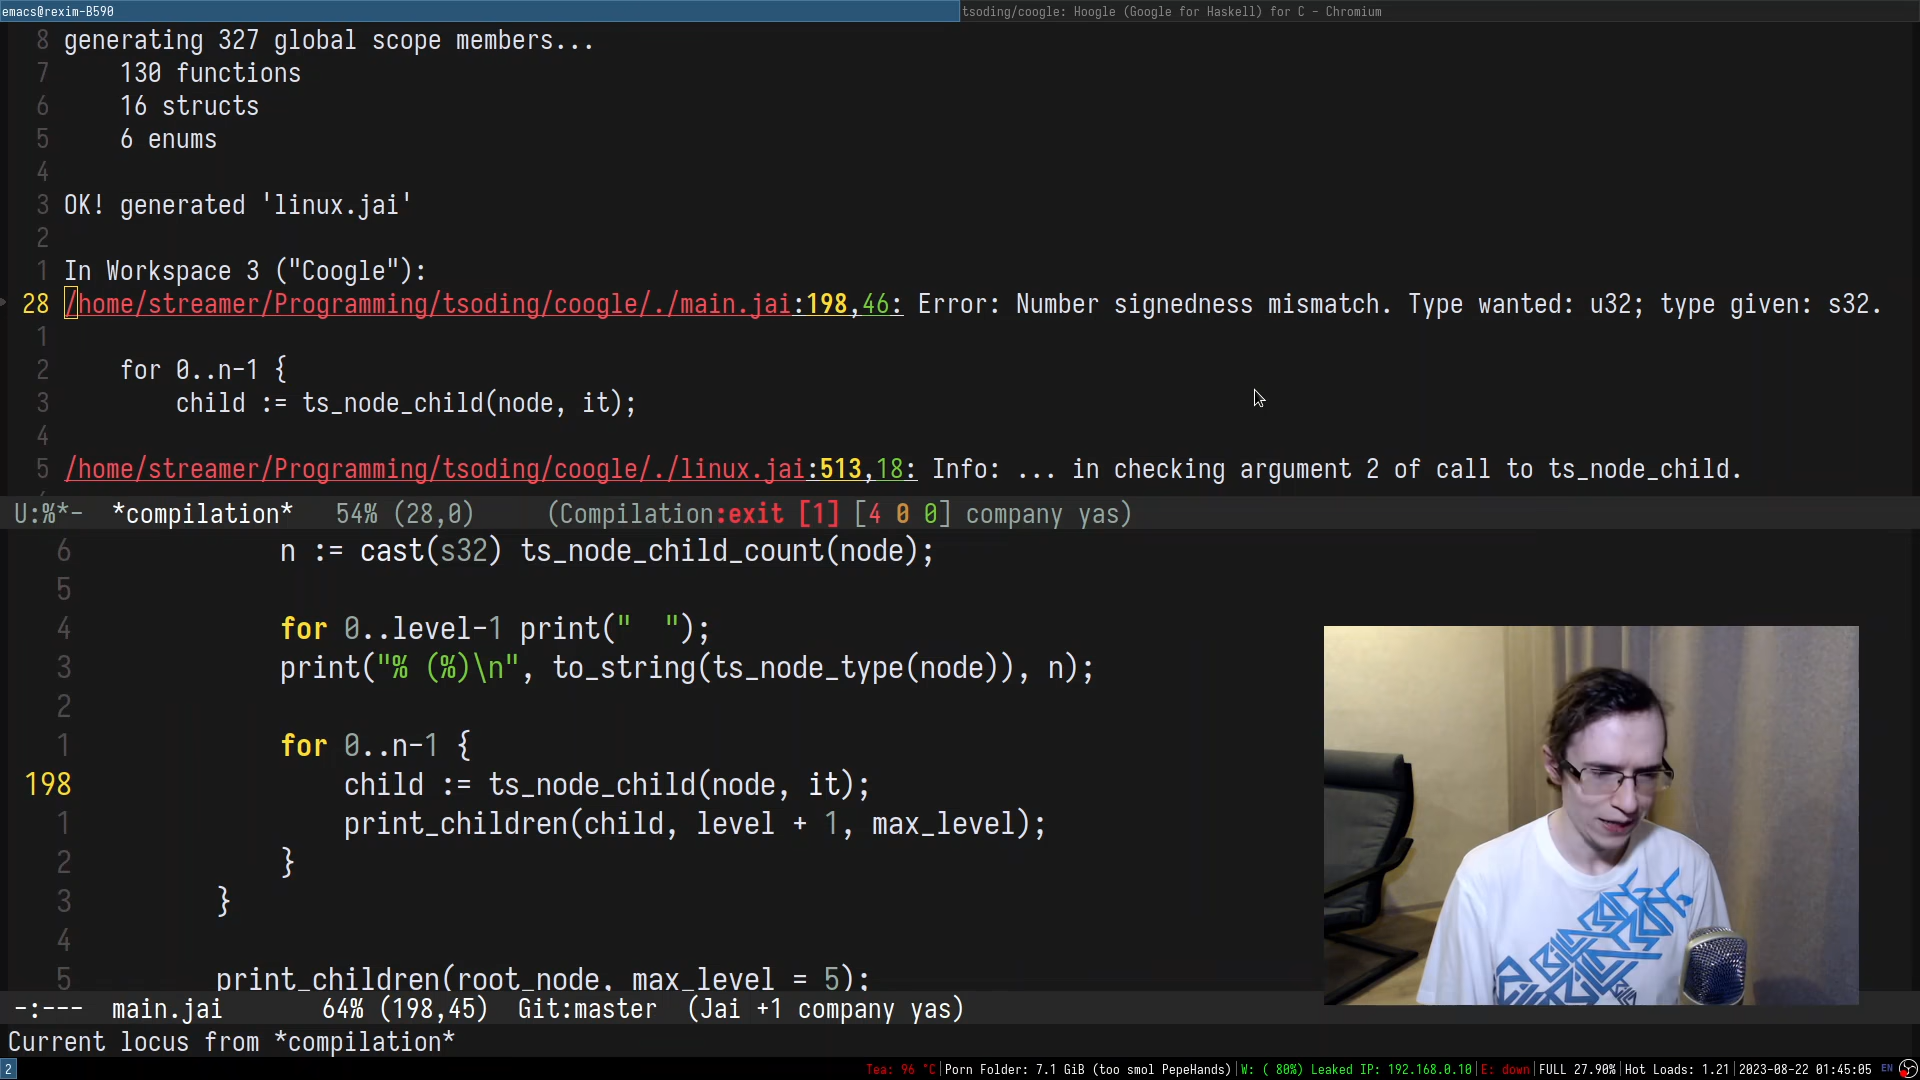 emacs@rexim-B590
tsoding/coogle: Hoogle (Google for Haskell) for C - Chromium
8 generating 327 global scope members...
7 130 functions
6 16 structs
5 6 enums
4
3 OK! generated 'linux.jai'
2
1 In Workspace 3 ("Coogle"):
28 /home/streamer/Programming/tsoding/coogle/./main.jai:198,46: Error: Number signedness mismatch. Type wanted: u32; type given: s32.
1
2 for 0..n-1 {
3 child := ts_node_child(node, it);
4
5 /home/streamer/Programming/tsoding/coogle/./linux.jai:513,18: Info: ... in checking argument 2 of call to ts_node_child.
U:%*- *compilation* 54% (28,0) (Compilation:exit [1] [4 0 0] company yas)
6 n := cast(s32) ts_node_child_count(node);
5
4 for 0..level-1 print("  ");
3 print("% (%)\n", to_string(ts_node_type(node)), n);
2
1 for 0..n-1 {
198 child := ts_node_child(node, it);
1 print_children(child, level + 1, max_level);
2 }
3 }
4
5 print_children(root_node, max_level = 5);
-:--- main.jai 64% (198,45) Git:master (Jai +1 company yas)
Current locus from *compilation*
2 Tea: 96 °C|Porn Folder: 7.1 GiB (too smol PepeHands)|W: ( 80%) Leaked IP: 192.168.0.10|E: down|FULL 27.90%|Hot Loads: 1.21|2023-08-22 01:45:05 EN